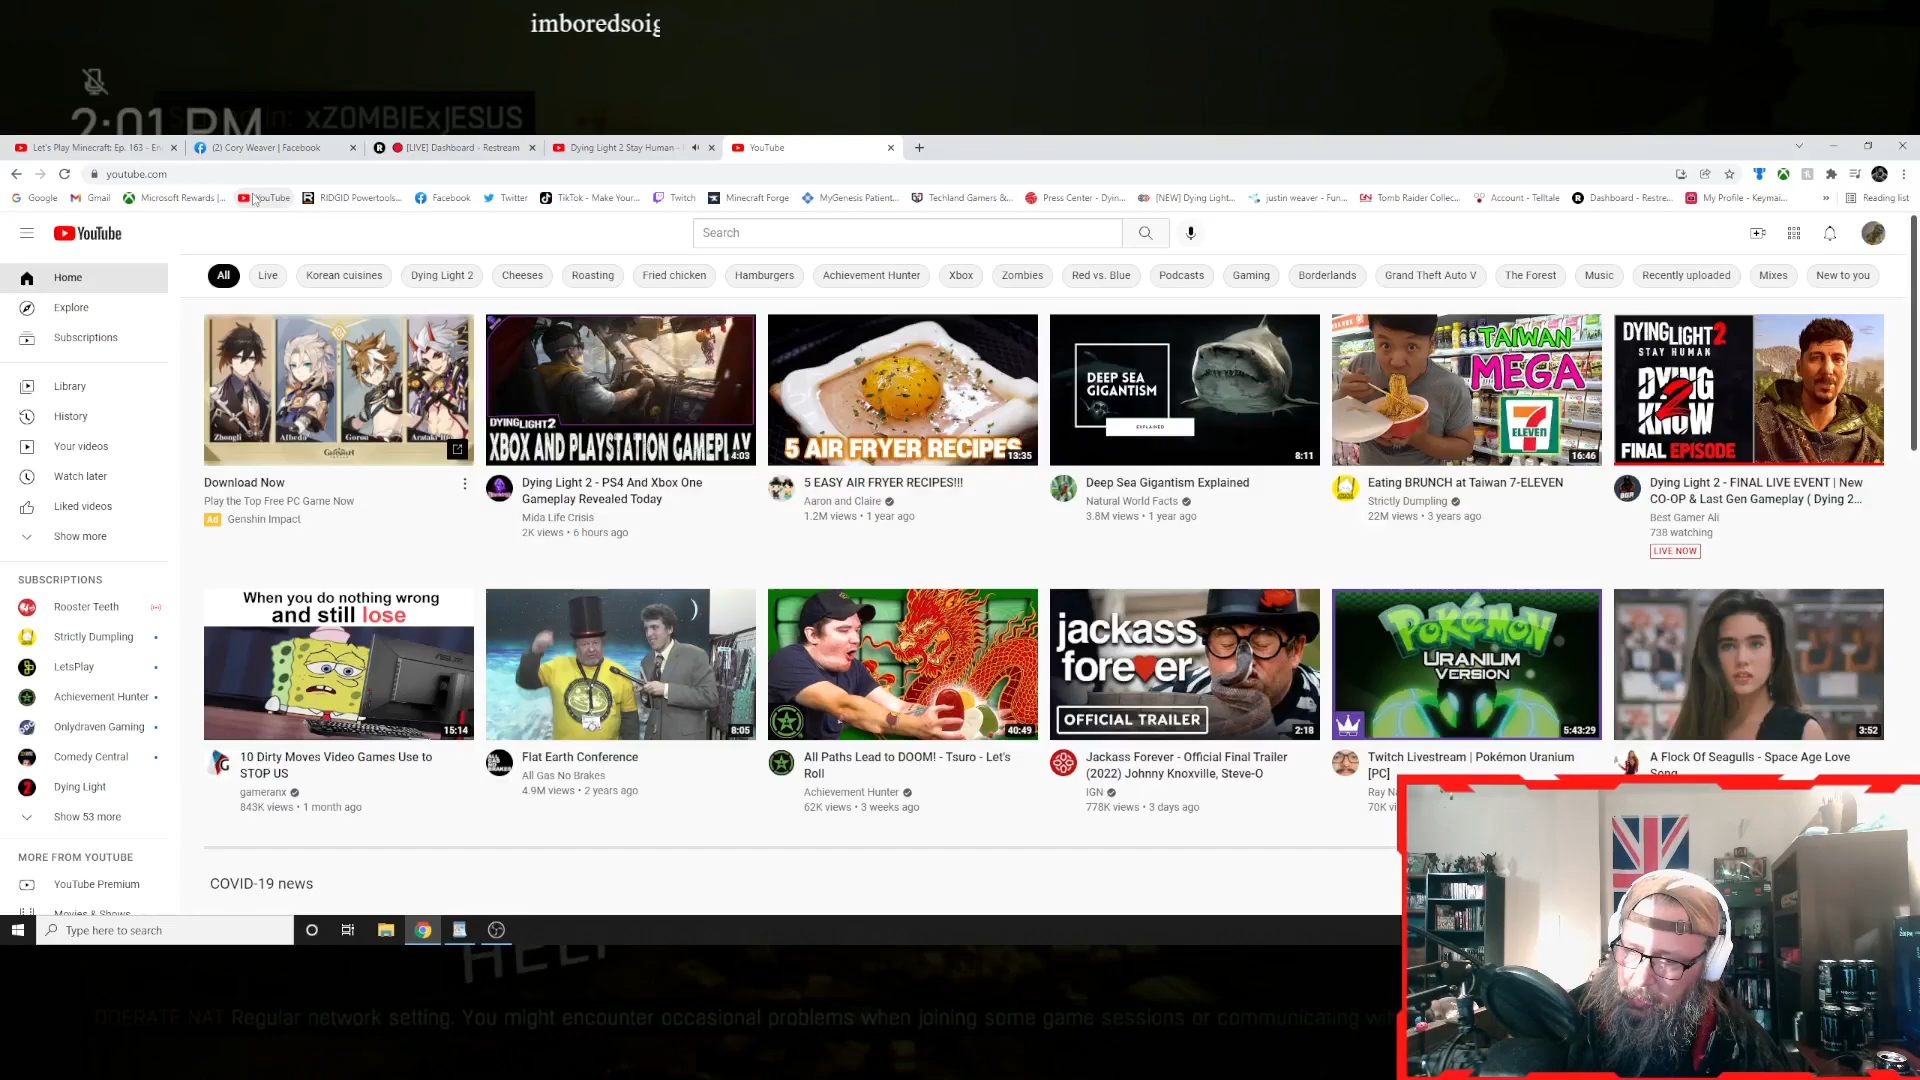 imboredsoig
2:01 PM
in: xZOMBIExJESUS
Let's Play Minecraft: Ep. 163 - En
(2) Cory Weaver | Facebook
[LIVE] Dashboard - Restream
Dying Light 2 Stay Human -
YouTube
youtube.com
Google
Gmail
Microsoft Rewards |...
YouTube
RIDGID Powertools...
Facebook
Twitter
TikTok - Make Your...
Twitch
Minecraft Forge
MyGenesis Patient...
Techland Gamers &...
Press Center - Dyin...
[NEW] Dying Light...
justin weaver - Fun...
Tomb Raider Collec...
Account - Telltale
Dashboard - Restre...
My Profile - Keymai...
Reading list
YouTube
Search
Home
Explore
Subscriptions
Library
History
Your videos
Watch later
Liked videos
Show more
SUBSCRIPTIONS
Rooster Teeth
Strictly Dumpling
LetsPlay
Achievement Hunter
Onlydraven Gaming
Comedy Central
Dying Light
Show 53 more
MORE FROM YOUTUBE
YouTube Premium
Movies & Shows
All
Live
Korean cuisines
Dying Light 2
Cheeses
Roasting
Fried chicken
Hamburgers
Achievement Hunter
Xbox
Zombies
Red vs. Blue
Podcasts
Gaming
Borderlands
Grand Theft Auto V
The Forest
Music
Recently uploaded
Mixes
New to you
Zhongli
Albedo
Gorou
Genshin
Download Now
Play the Top Free PC Game Now
Ad Genshin Impact
DYING LIGHT 2
XBOX AND PLAYSTATION GAMEPLAY
4:03
Dying Light 2 - PS4 And Xbox One
Gameplay Revealed Today
Mida Life Crisis
2K views • 6 hours ago
5 AIR FRYER RECIPES
13:35
5 EASY AIR FRYER RECIPES!!!
Aaron and Claire
1.2M views • 1 year ago
DEEP SEA
GIGANTISM
EXPLAINED
8:11
Deep Sea Gigantism Explained
Natural World Facts
3.8M views • 1 year ago
TAIWAN
MEGA
7
ELEVEN
16:46
Eating BRUNCH at Taiwan 7-ELEVEN
Strictly Dumpling
22M views • 3 years ago
DYING LIGHT 2
STAY HUMAN
DYING
2
KNOW
FINAL EPISODE
Dying Light 2 - FINAL LIVE EVENT | New
CO-OP & Last Gen Gameplay ( Dying 2...
Best Gamer Ali
738 watching
LIVE NOW
When you do nothing wrong
and still lose
ASUS
15:14
10 Dirty Moves Video Games Use to
STOP US
gameranx
843K views • 1 month ago
8:05
Flat Earth Conference
All Gas No Brakes
4.9M views • 2 years ago
40:49
All Paths Lead to DOOM! - Tsuro - Let's
Roll
Achievement Hunter
62K views • 3 weeks ago
jackass
forever
OFFICIAL TRAILER
2:18
Jackass Forever - Official Final Trailer
(2022) Johnny Knoxville, Steve-O
IGN
778K views • 3 days ago
POKÉMON
URANIUM
VERSION
5:43:29
Twitch Livestream | Pokémon Uranium
[PC]
Ray Na
70K vi
3:52
A Flock Of Seagulls - Space Age Love
Song
COVID-19 news
Type here to search
HELP
MODERATE NAT Regular network setting. You might encounter occasional problems when joining some game sessions or communicating wi